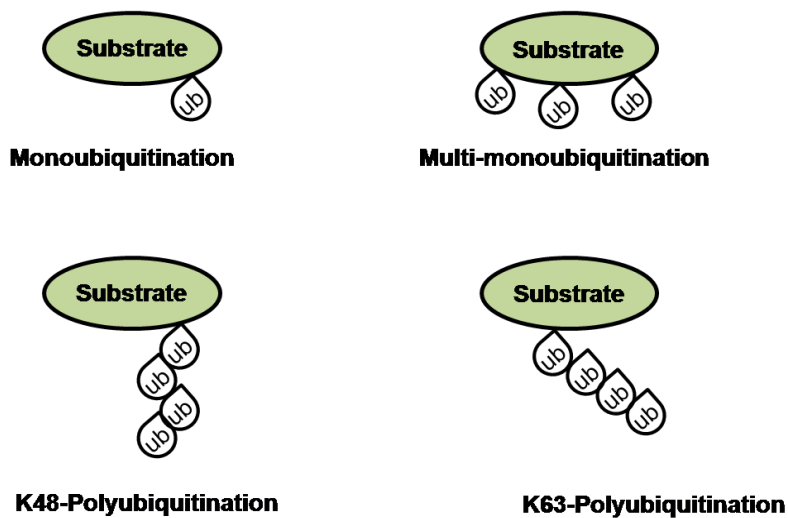 Substrate
Substrate
ub
ub
ub
ub
Monoubiquitination
Multi-monoubiquitination
Substrate
Substrate
ub
ub
ub
ub
ub
ub
ub
ub
K48-Polyubiquitination
K63-Polyubiquitination